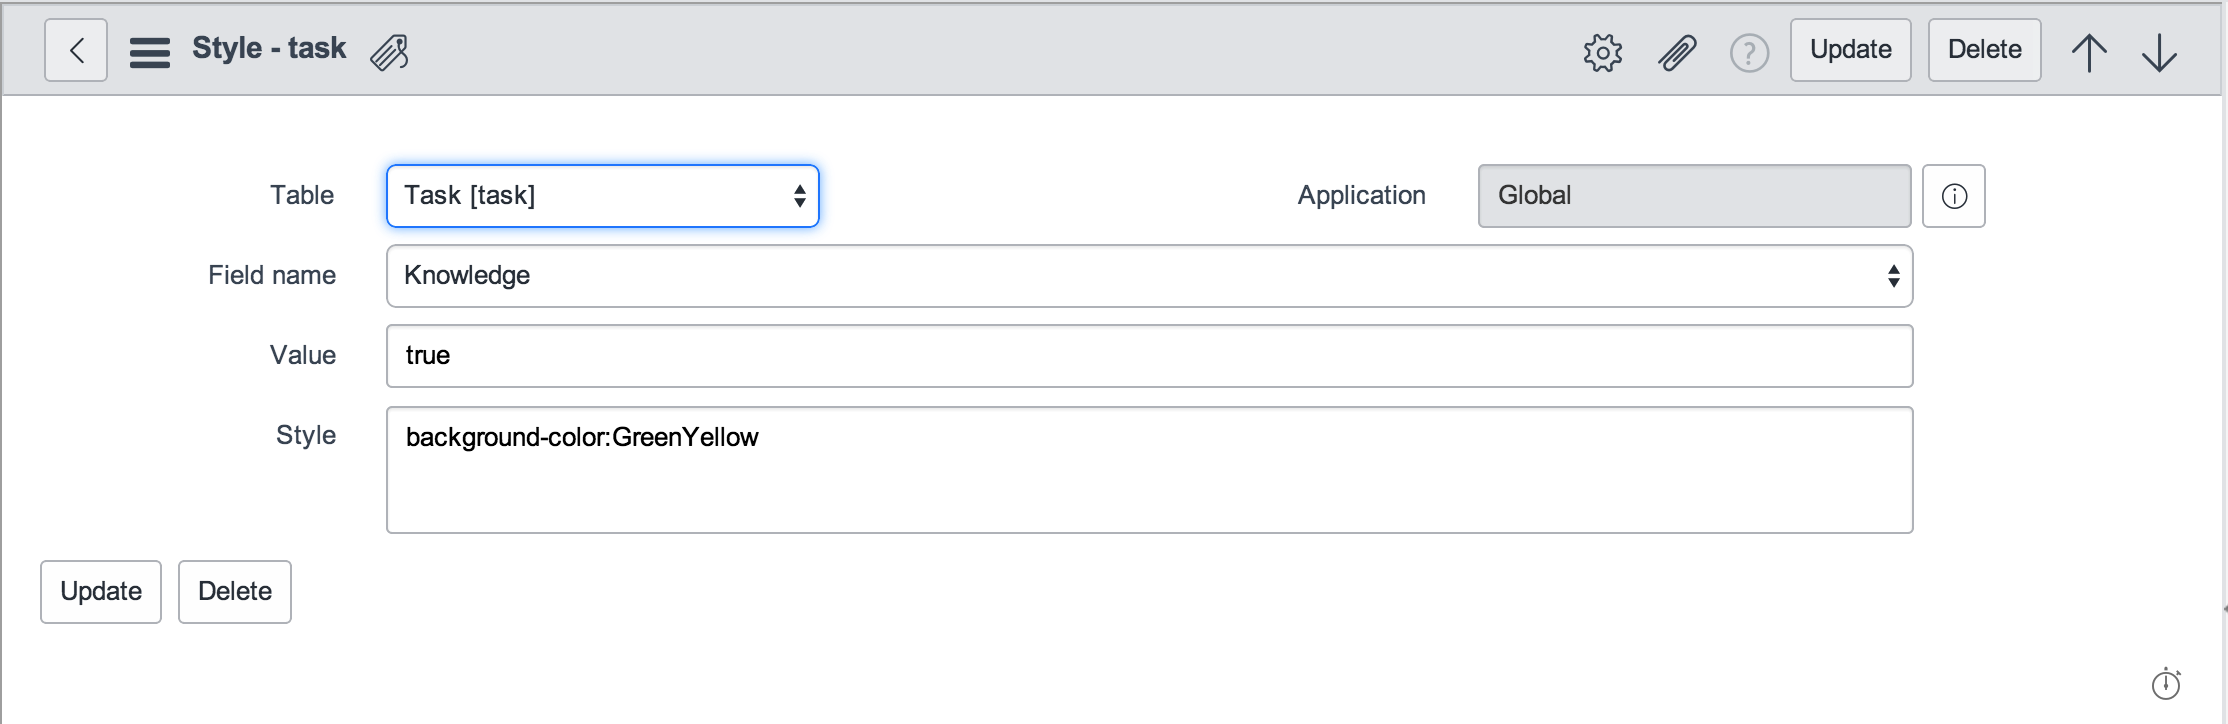 Style - task
? Update Delete
Table Task [task] Application Global
Field name Knowledge
Value true
Style background-color:GreenYellow
Update Delete